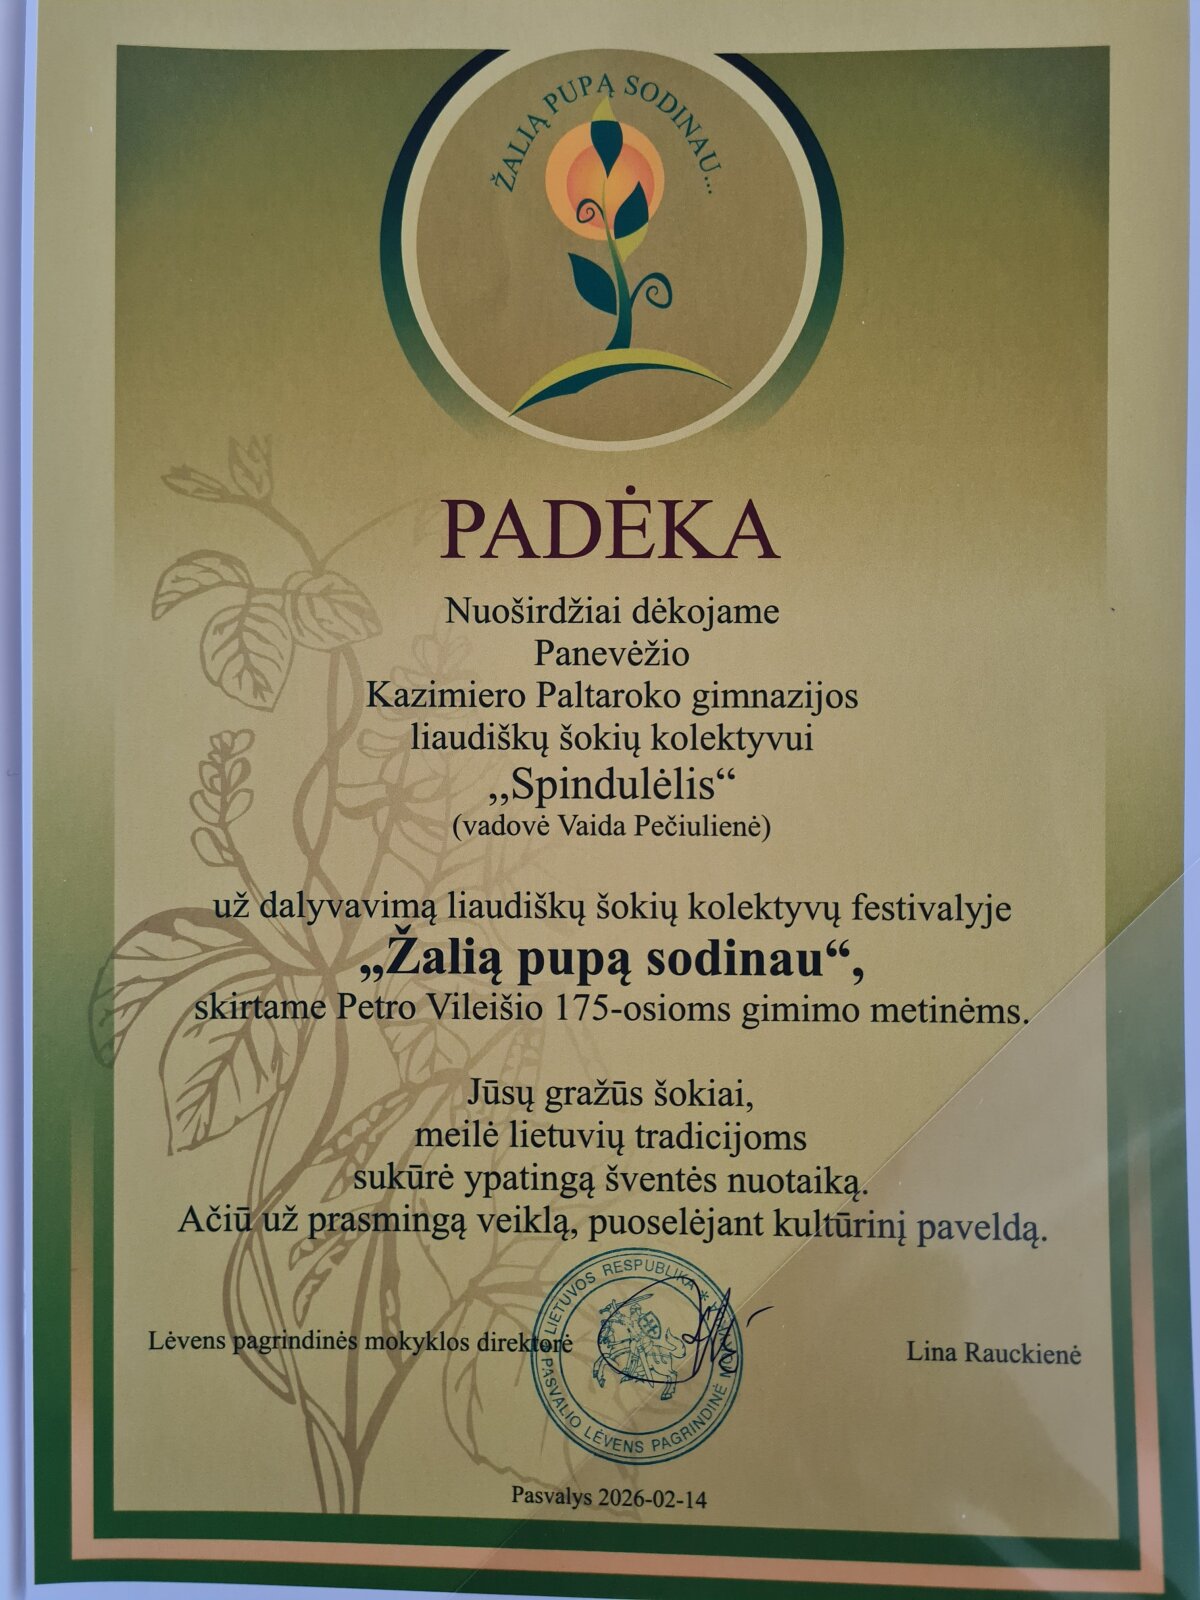 ŽALIĄ PUPĄ SODINAU...
PADĖKA
Nuoširdžiai dėkojame
Panevėžio
Kazimiero Paltaroko gimnazijos
liaudiškų šokių kolektyvui
,,Spindulėlis“
(vadovė Vaida Pečiulienė)
už dalyvavimą liaudiškų šokių kolektyvų festivalyje
„Žalią pupą sodinau“,
skirtame Petro Vileišio 175-osioms gimimo metinėms.
Jūsų gražūs šokiai,
meilė lietuvių tradicijoms
sukūrė ypatingą šventės nuotaiką.
Ačiū už prasmingą veiklą, puoselėjant kultūrinį paveldą.
LIETUVOS RESPUBLIKA *
PASVALIO LĖVENS PAGRINDINĖ
Lėvens pagrindinės mokyklos direktorė
Lina Rauckienė
Pasvalys 2026-02-14